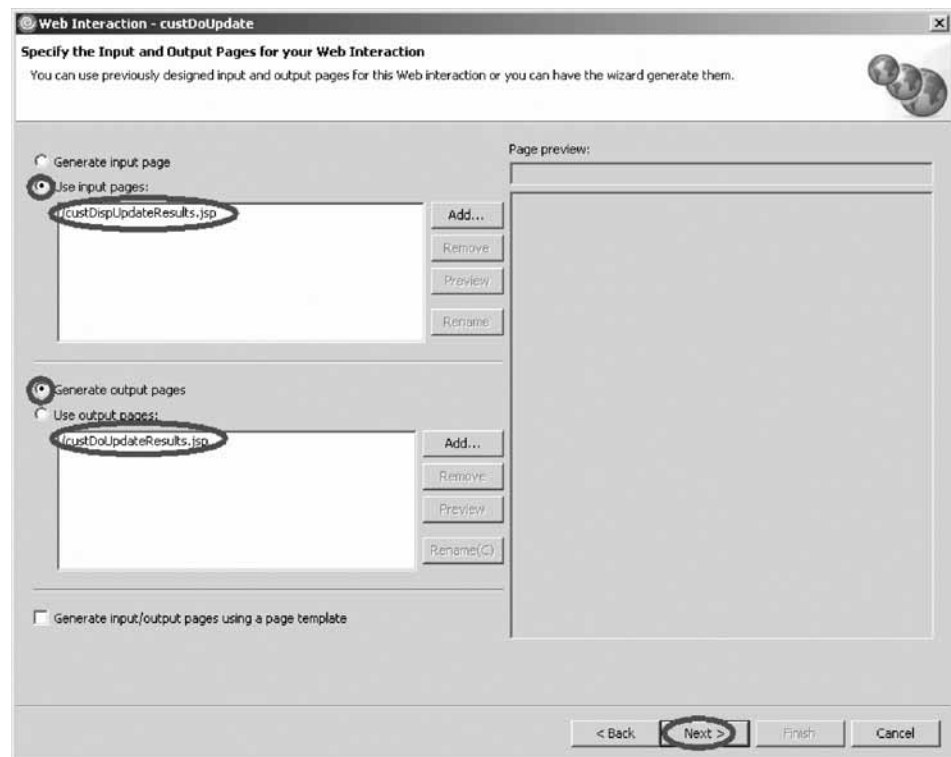 Web Interaction - custDoUpdate
Specify the Input and Output Pages for your Web Interaction
You can use previously designed input and output pages for this Web interaction or you can have the wizard generate them.
Generate input page
Use input pages:
/custDispUpdateResults.jsp
Add...
Remove
Preview
Rename
Page preview:
Generate output pages
Use output pages:
/custDoUpdateResults.jsp
Add...
Remove
Preview
Rename(C)
Generate input/output pages using a page template
< Back
Next >
Finish
Cancel